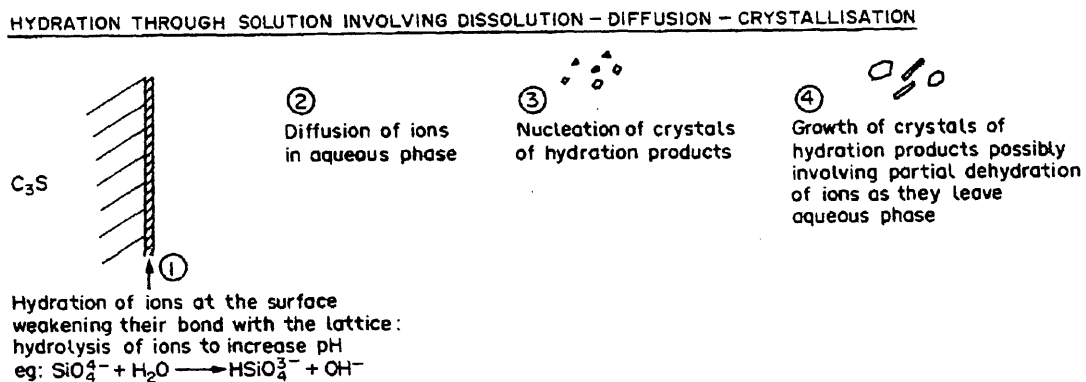 HYDRATION THROUGH SOLUTION INVOLVING DISSOLUTION – DIFFUSION – CRYSTALLISATION
C₃S
①
Hydration of ions at the surface
weakening their bond with the lattice:
hydrolysis of ions to increase pH
eg: SiO₄⁴⁻ + H₂O ⟶ HSiO₄³⁻ + OH⁻
②
Diffusion of ions
in aqueous phase
③
Nucleation of crystals
of hydration products
④
Growth of crystals of
hydration products possibly
involving partial dehydration
of ions as they leave
aqueous phase